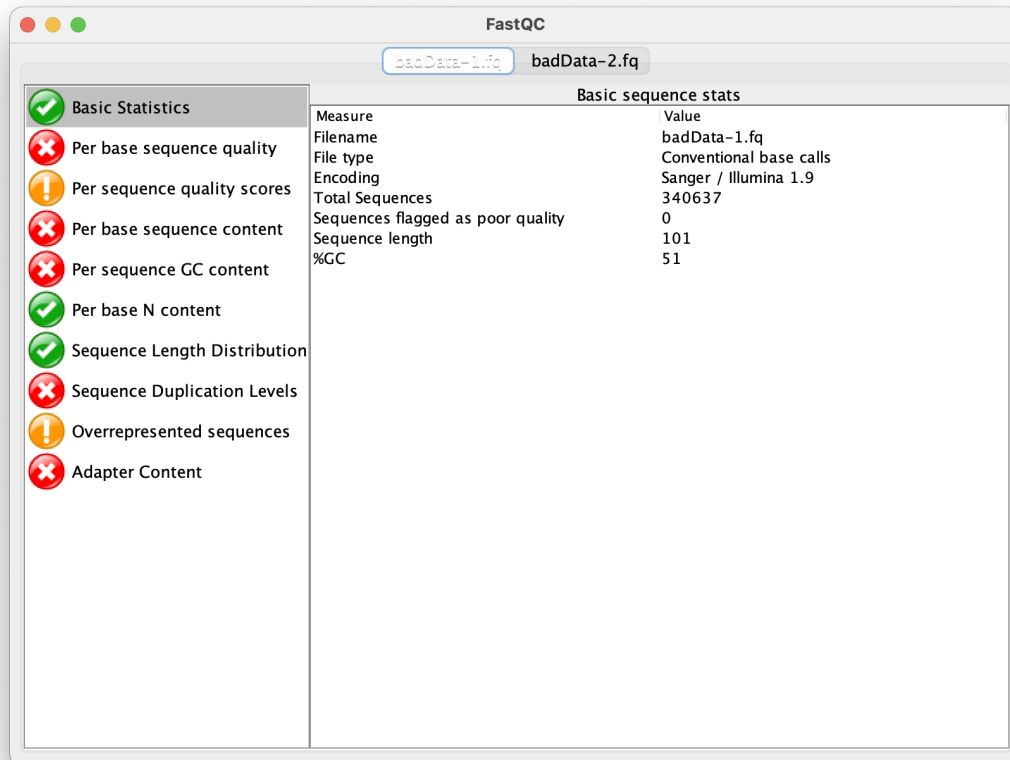 FastQC
badData-1.fq badData-2.fq
Basic Statistics
Per base sequence quality
Per sequence quality scores
Per base sequence content
Per sequence GC content
Per base N content
Sequence Length Distribution
Sequence Duplication Levels
Overrepresented sequences
Adapter Content
Basic sequence stats
Measure Value
Filename badData-1.fq
File type Conventional base calls
Encoding Sanger / Illumina 1.9
Total Sequences 340637
Sequences flagged as poor quality 0
Sequence length 101
%GC 51